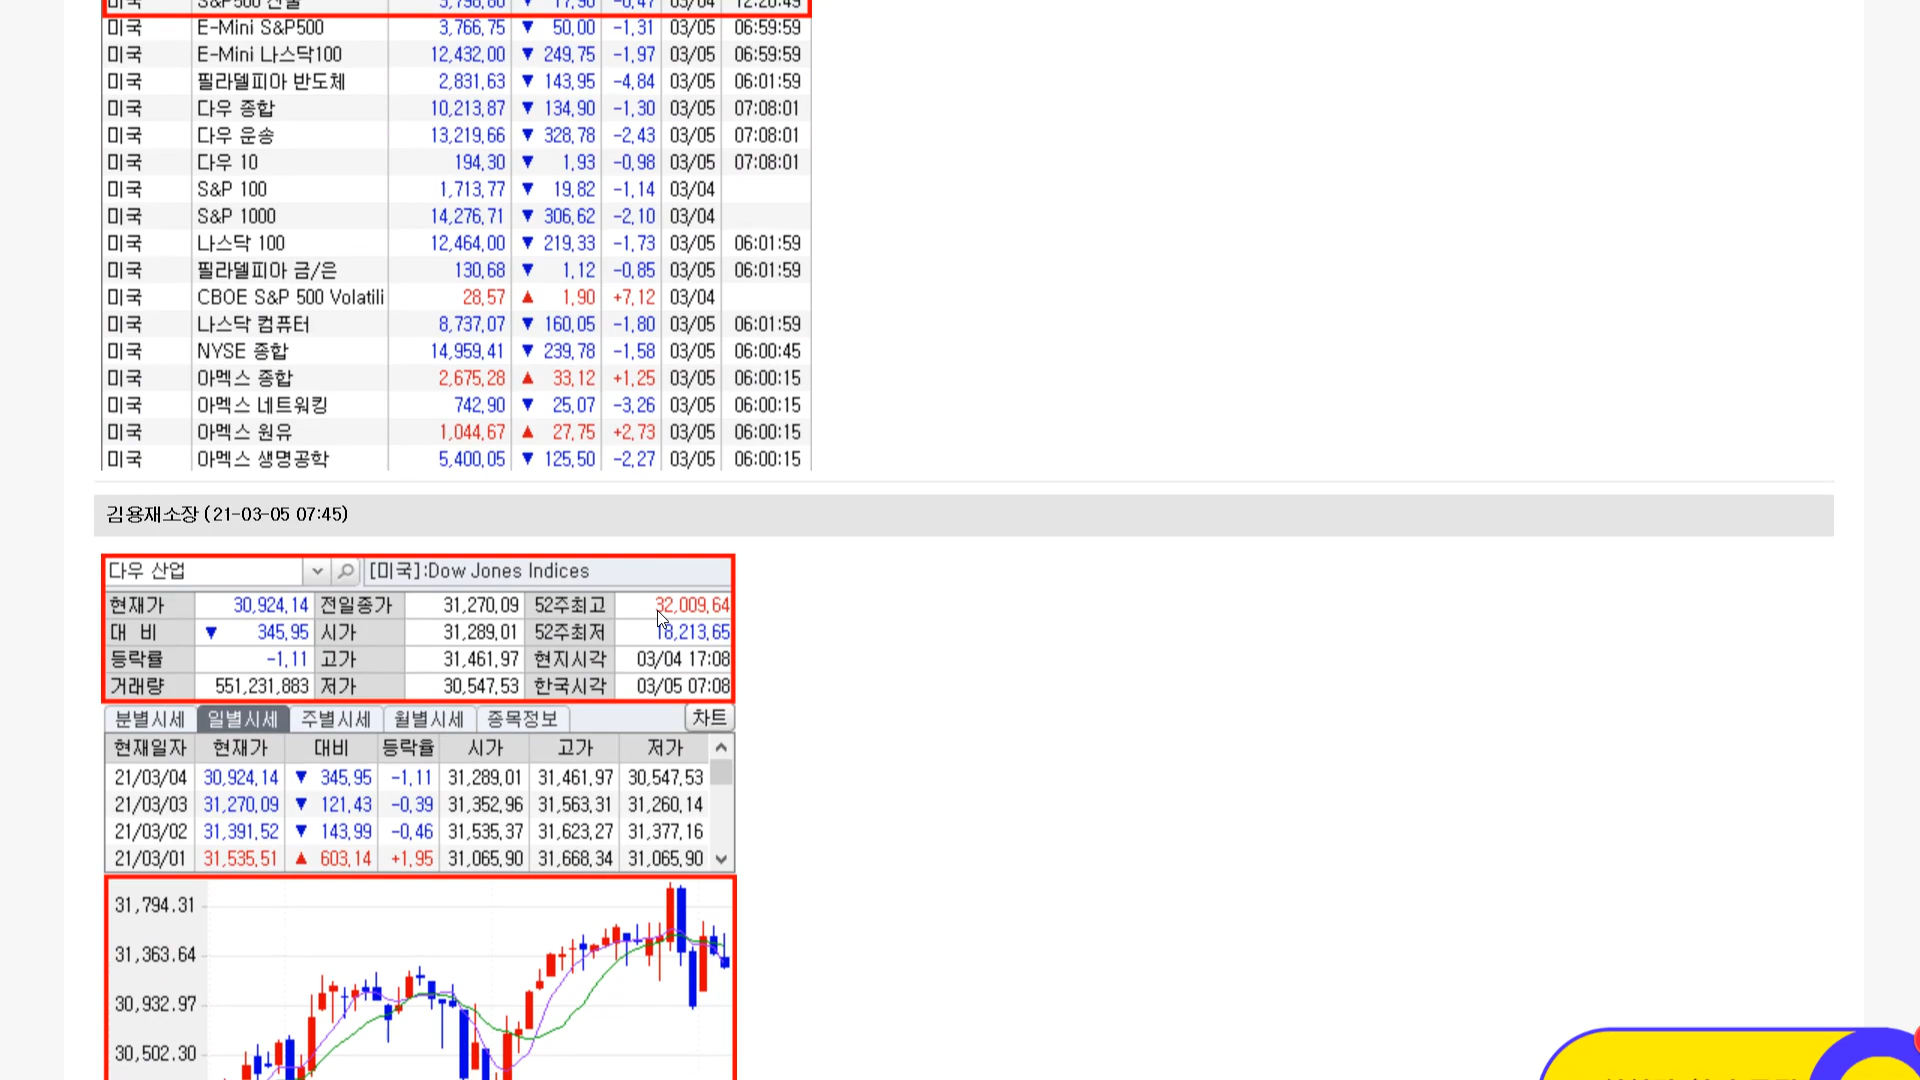 미국 S&P500 선물 3,798,60 ▼ 17,90 -0,47 03/04 12:20:49
미국 E-Mini S&P500 3,766,75 ▼ 50,00 -1,31 03/05 06:59:59
미국 E-Mini 나스닥100 12,432,00 ▼ 249,75 -1,97 03/05 06:59:59
미국 필라델피아 반도체 2,831,63 ▼ 143,95 -4,84 03/05 06:01:59
미국 다우 종합 10,213,87 ▼ 134,90 -1,30 03/05 07:08:01
미국 다우 운송 13,219,66 ▼ 328,78 -2,43 03/05 07:08:01
미국 다우 10 194,30 ▼ 1,93 -0,98 03/05 07:08:01
미국 S&P 100 1,713,77 ▼ 19,82 -1,14 03/04
미국 S&P 1000 14,276,71 ▼ 306,62 -2,10 03/04
미국 나스닥 100 12,464,00 ▼ 219,33 -1,73 03/05 06:01:59
미국 필라델피아 금/은 130,68 ▼ 1,12 -0,85 03/05 06:01:59
미국 CBOE S&P 500 Volatili 28,57 ▲ 1,90 +7,12 03/04
미국 나스닥 컴퓨터 8,737,07 ▼ 160,05 -1,80 03/05 06:01:59
미국 NYSE 종합 14,959,41 ▼ 239,78 -1,58 03/05 06:00:45
미국 아멕스 종합 2,675,28 ▲ 33,12 +1,25 03/05 06:00:15
미국 아멕스 네트워킹 742,90 ▼ 25,07 -3,26 03/05 06:00:15
미국 아멕스 원유 1,044,67 ▲ 27,75 +2,73 03/05 06:00:15
미국 아멕스 생명공학 5,400,05 ▼ 125,50 -2,27 03/05 06:00:15
김용재소장 (21-03-05 07:45)
다우 산업 [미국]:Dow Jones Indices
현재가 30,924,14 전일종가 31,270,09 52주최고 32,009,64
대 비 ▼ 345,95 시가 31,289,01 52주최저 18,213,65
등락률 -1,11 고가 31,461,97 현지시각 03/04 17:08
거래량 551,231,883 저가 30,547,53 한국시각 03/05 07:08
분별시세 일별시세 주별시세 월별시세 종목정보 차트
현재일자 현재가 대비 등락율 시가 고가 저가
21/03/04 30,924,14 ▼ 345,95 -1,11 31,289,01 31,461,97 30,547,53
21/03/03 31,270,09 ▼ 121,43 -0,39 31,352,96 31,563,31 31,260,14
21/03/02 31,391,52 ▼ 143,99 -0,46 31,535,37 31,623,27 31,377,16
21/03/01 31,535,51 ▲ 603,14 +1,95 31,065,90 31,668,34 31,065,90
31,794.31
31,363.64
30,932.97
30,502.30